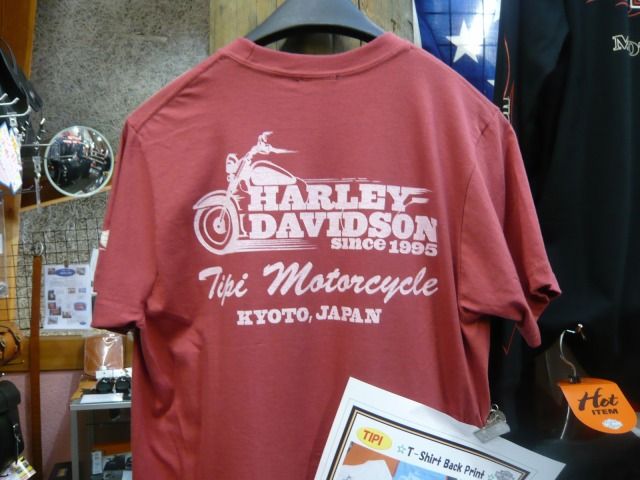 HARLEY-
DAVIDSON
since 1995
Tipi Motorcycle
KYOTO, JAPAN
TIPI
☆T-Shirt Back Print☆
Hot
ITEM